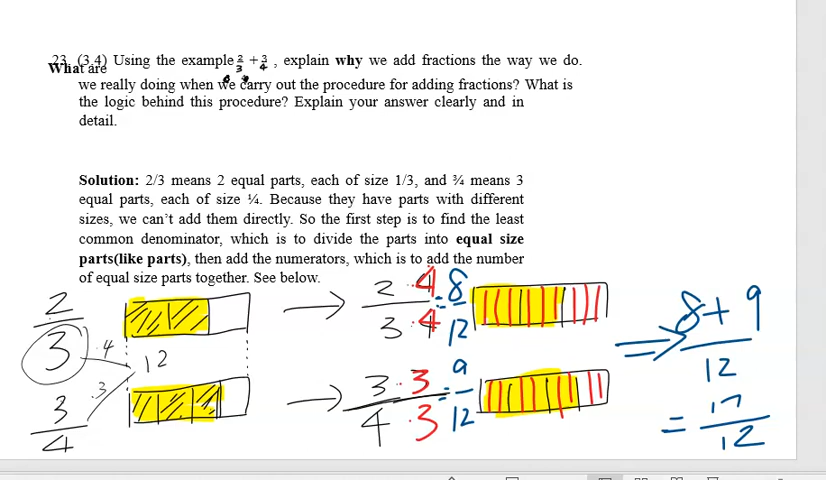 23. (3.4) Using the example 2/3 + 3/4 , explain why we add fractions the way we do.
What are
we really doing when we carry out the procedure for adding fractions? What is
the logic behind this procedure? Explain your answer clearly and in
detail.
Solution: 2/3 means 2 equal parts, each of size 1/3, and ¾ means 3
equal parts, each of size ¼. Because they have parts with different
sizes, we can't add them directly. So the first step is to find the least
common denominator, which is to divide the parts into equal size
parts(like parts), then add the numerators, which is to add the number
of equal size parts together. See below.
2/3 → 2·4/3·4 = 8/12
·4
12
·3
3/4 → 3·3/4·3 = 9/12
⇒ 8+9/12
= 17/12